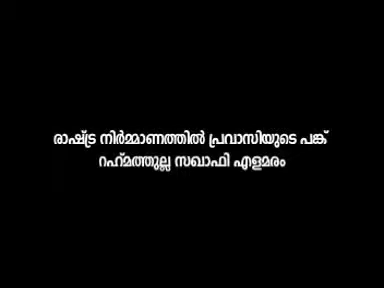 രാഷ്ട്ര നിർമ്മാണത്തിൽ പ്രവാസിയുടെ പങ്ക്
റഹ്മത്തുല്ല സഖാഫി എളമരം